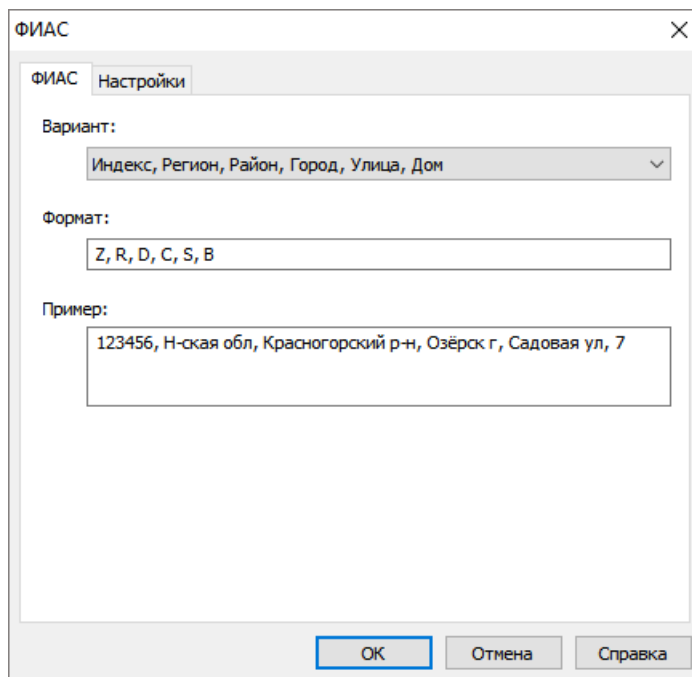 ФИАС
ФИАС Настройки
Вариант:
Индекс, Регион, Район, Город, Улица, Дом
Формат:
Z, R, D, C, S, B
Пример:
123456, Н-ская обл, Красногорский р-н, Озёрск г, Садовая ул, 7
ОК Отмена Справка